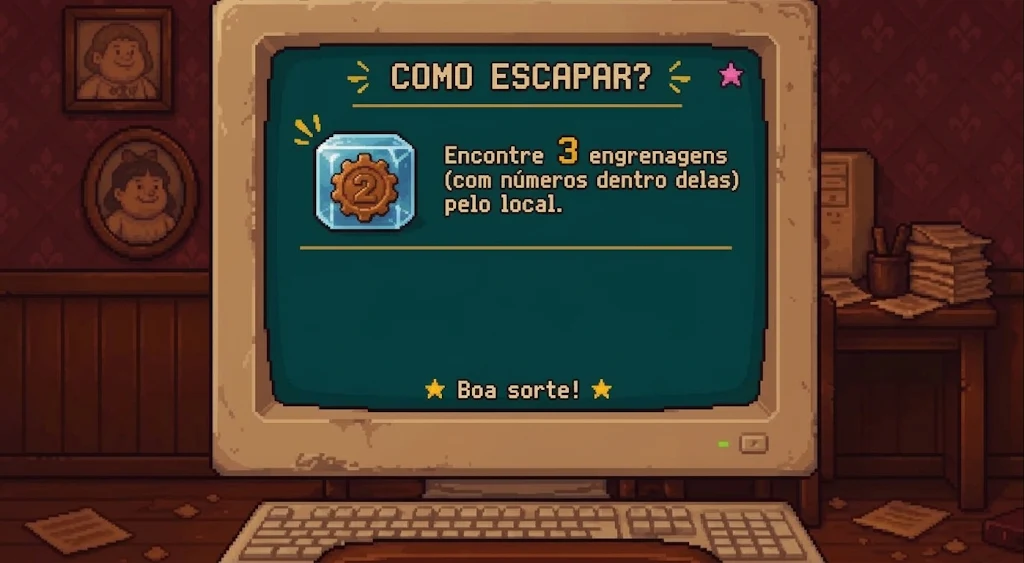 COMO ESCAPAR?
2
Encontre 3 engrenagens
(com números dentro delas)
pelo local.
Boa sorte!